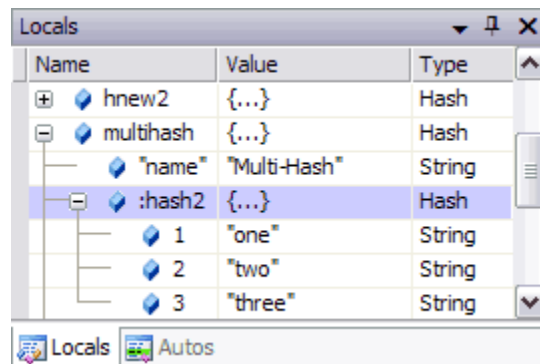 Locals
Name Value Type
hnew2 {...} Hash
multihash {...} Hash
"name" "Multi-Hash" String
:hash2 {...} Hash
1 "one" String
2 "two" String
3 "three" String
Locals Autos